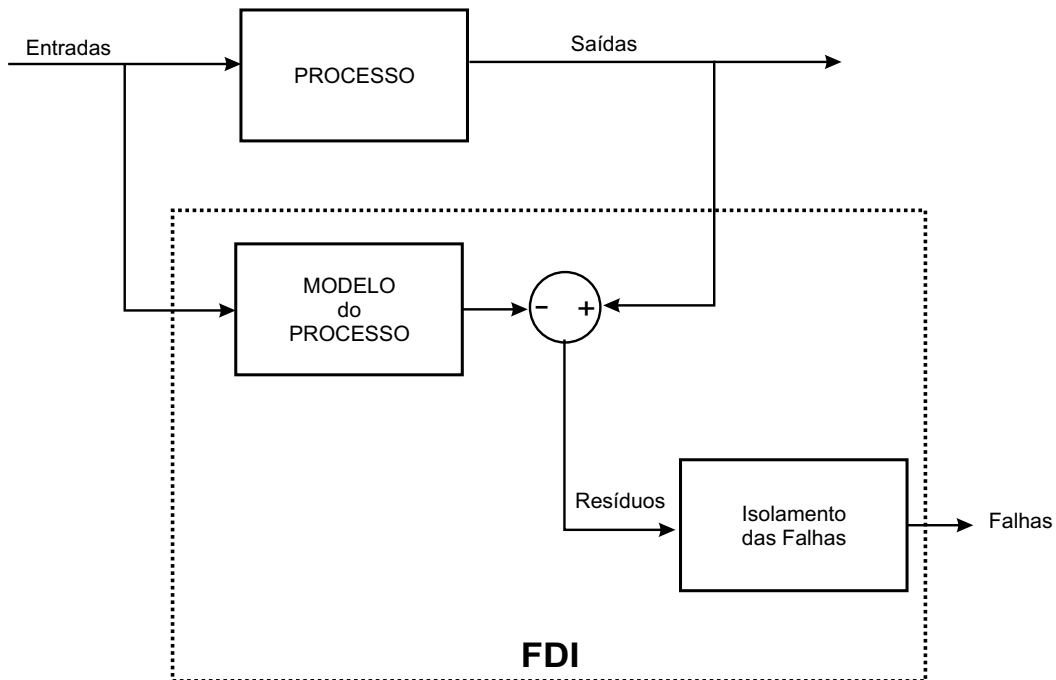 Entradas
PROCESSO
Saídas
MODELO
do
PROCESSO
− +
Resíduos
Isolamento
das Falhas
Falhas
FDI